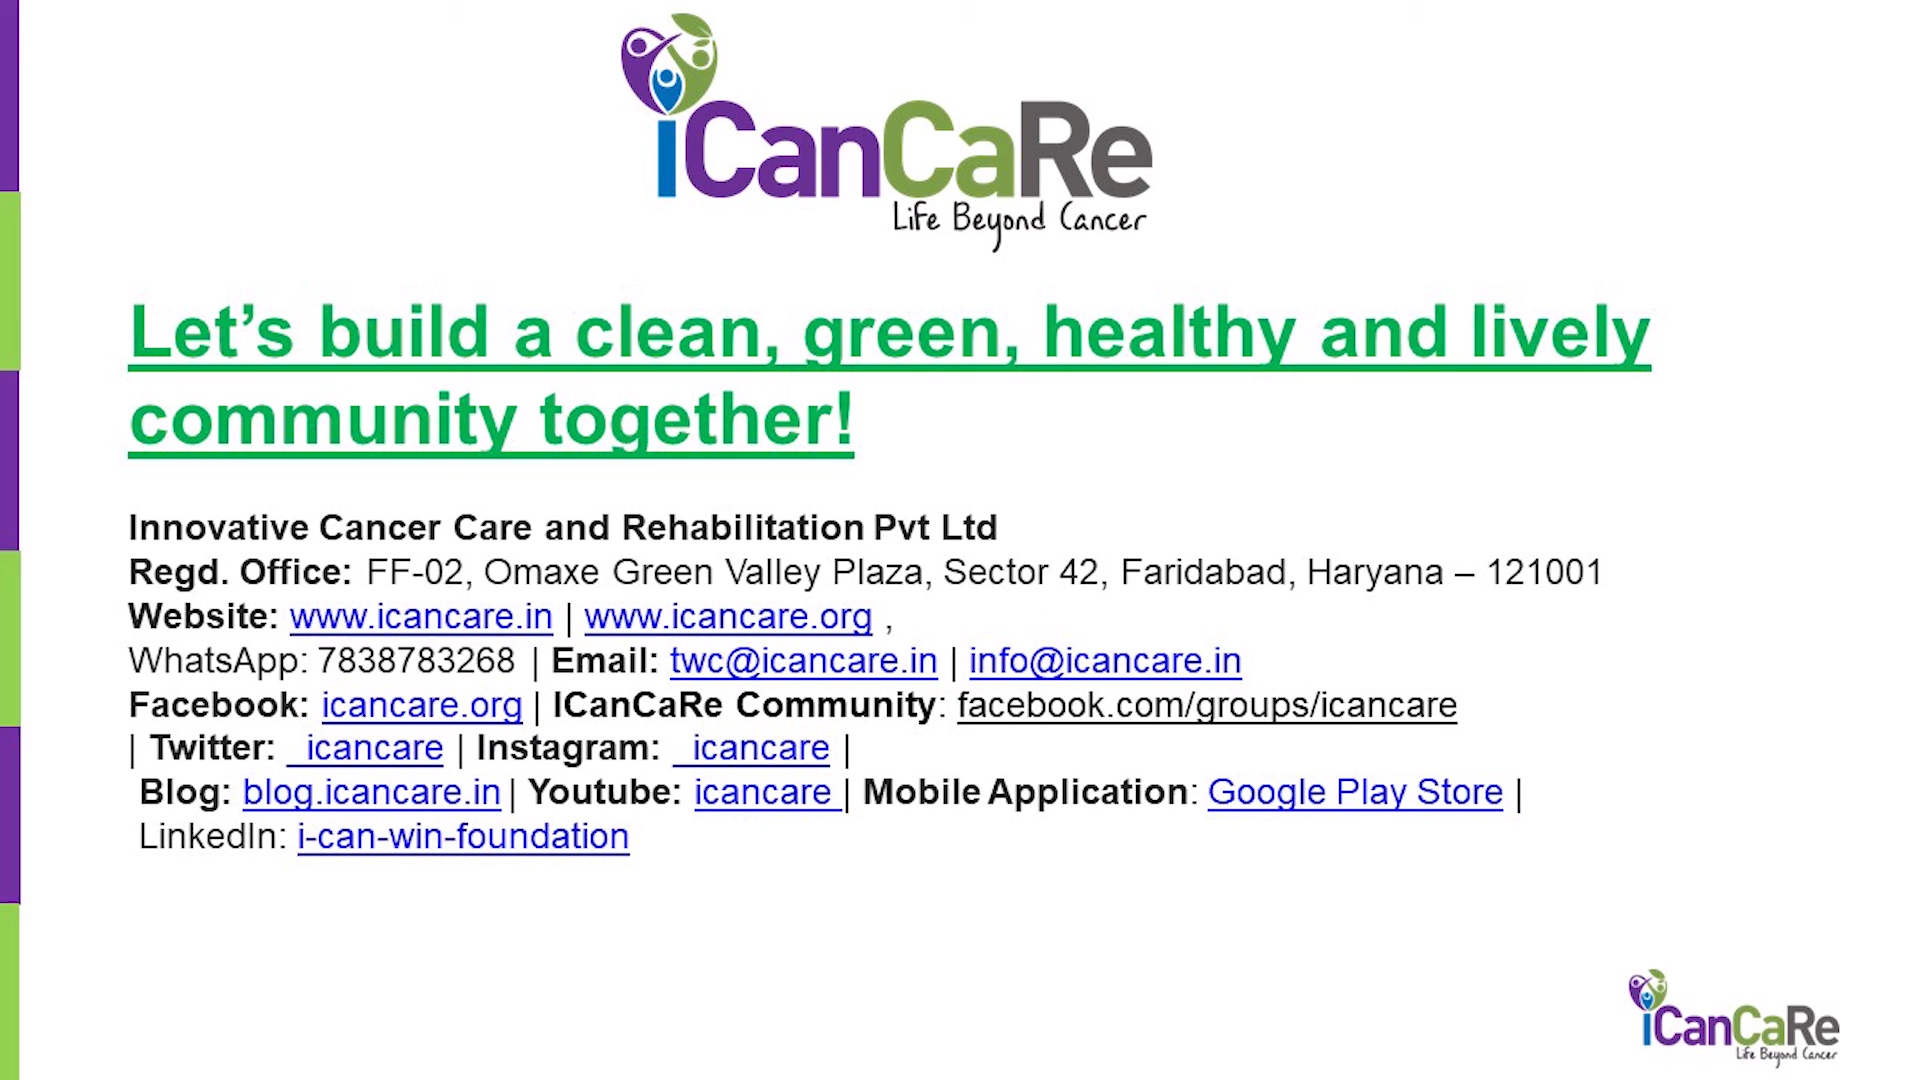 iCanCaRe
Life Beyond Cancer
Let’s build a clean, green, healthy and lively
community together!
Innovative Cancer Care and Rehabilitation Pvt Ltd
Regd. Office: FF-02, Omaxe Green Valley Plaza, Sector 42, Faridabad, Haryana – 121001
Website: www.icancare.in | www.icancare.org ,
WhatsApp: 7838783268 | Email: twc@icancare.in | info@icancare.in
Facebook: icancare.org | ICanCaRe Community: facebook.com/groups/icancare
| Twitter: _icancare | Instagram: _icancare |
Blog: blog.icancare.in | Youtube: icancare | Mobile Application: Google Play Store |
LinkedIn: i-can-win-foundation
iCanCaRe
Life Beyond Cancer